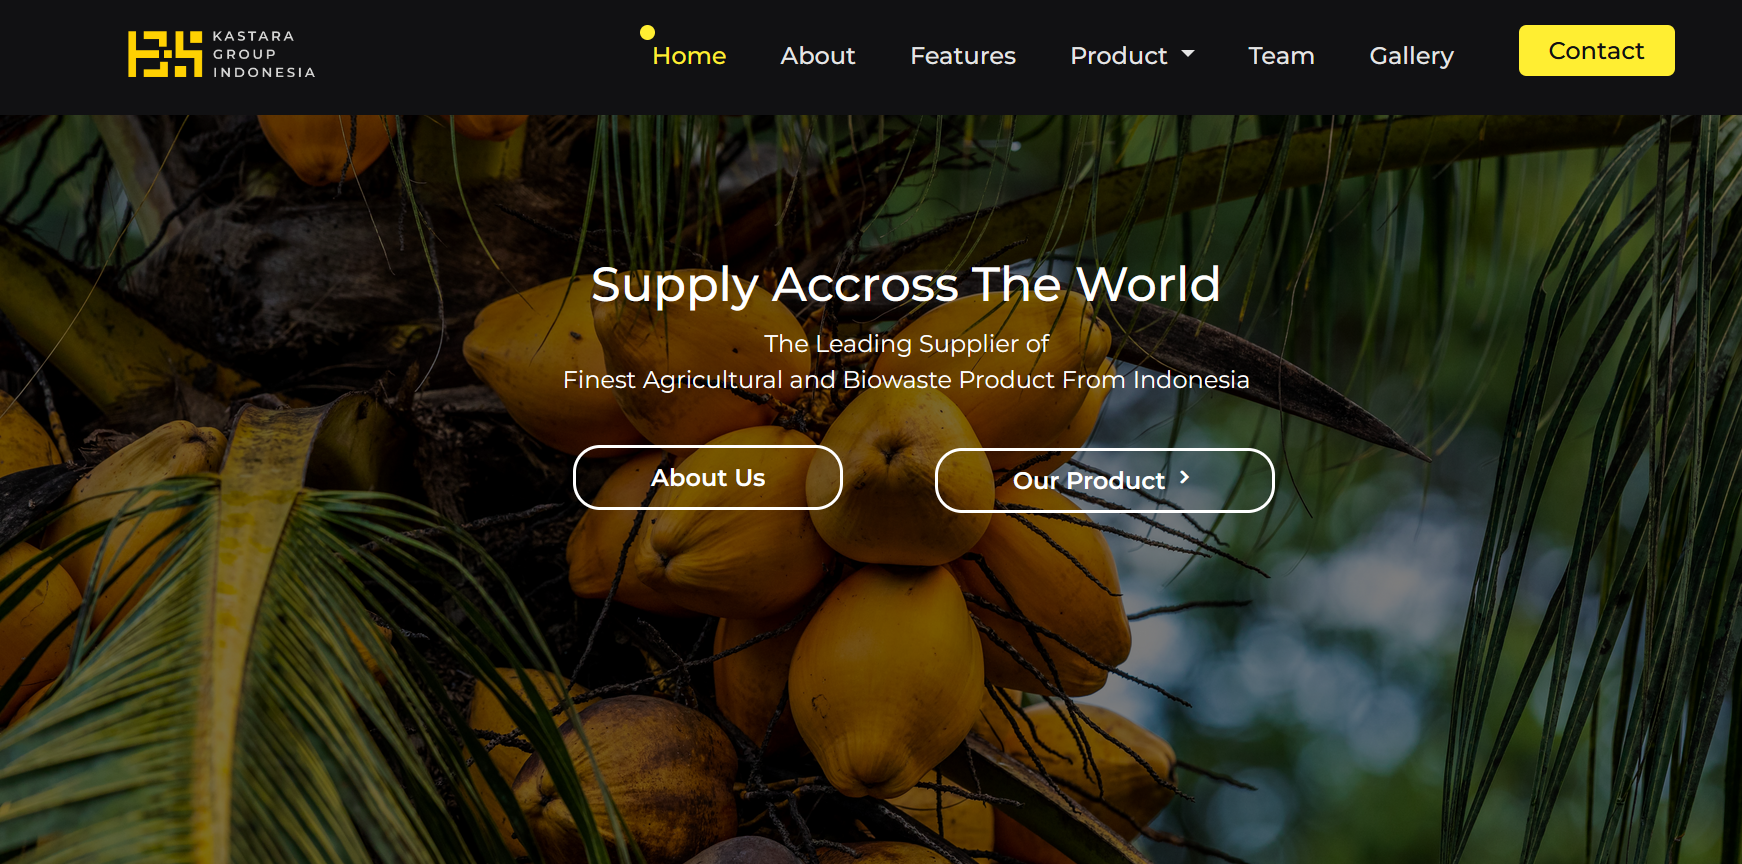 KASTARA
GROUP
INDONESIA
Home
About
Features
Product
Team
Gallery
Contact
Supply Accross The World
The Leading Supplier of
Finest Agricultural and Biowaste Product From Indonesia
About Us
Our Product